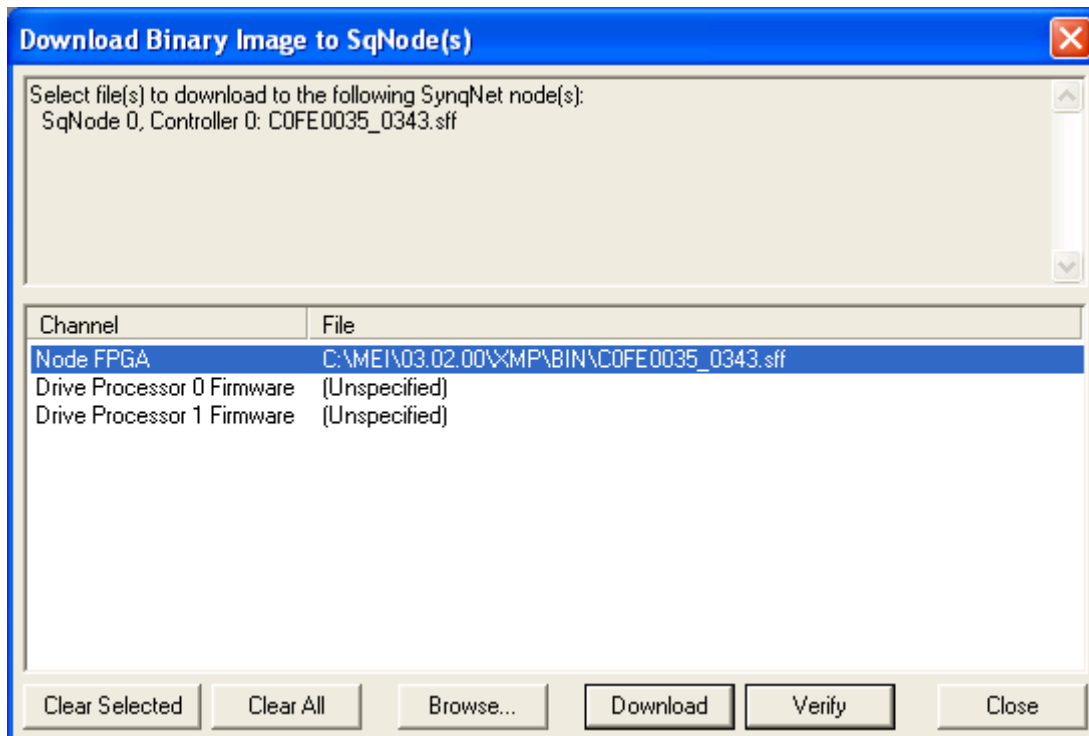 Download Binary Image to SqNode(s)
Select file(s) to download to the following SynqNet node(s):
SqNode 0, Controller 0: C0FE0035_0343.sff
Channel File
Node FPGA C:\MEI\03.02.00\XMP\BIN\C0FE0035_0343.sff
Drive Processor 0 Firmware (Unspecified)
Drive Processor 1 Firmware (Unspecified)
Clear Selected Clear All Browse... Download Verify Close